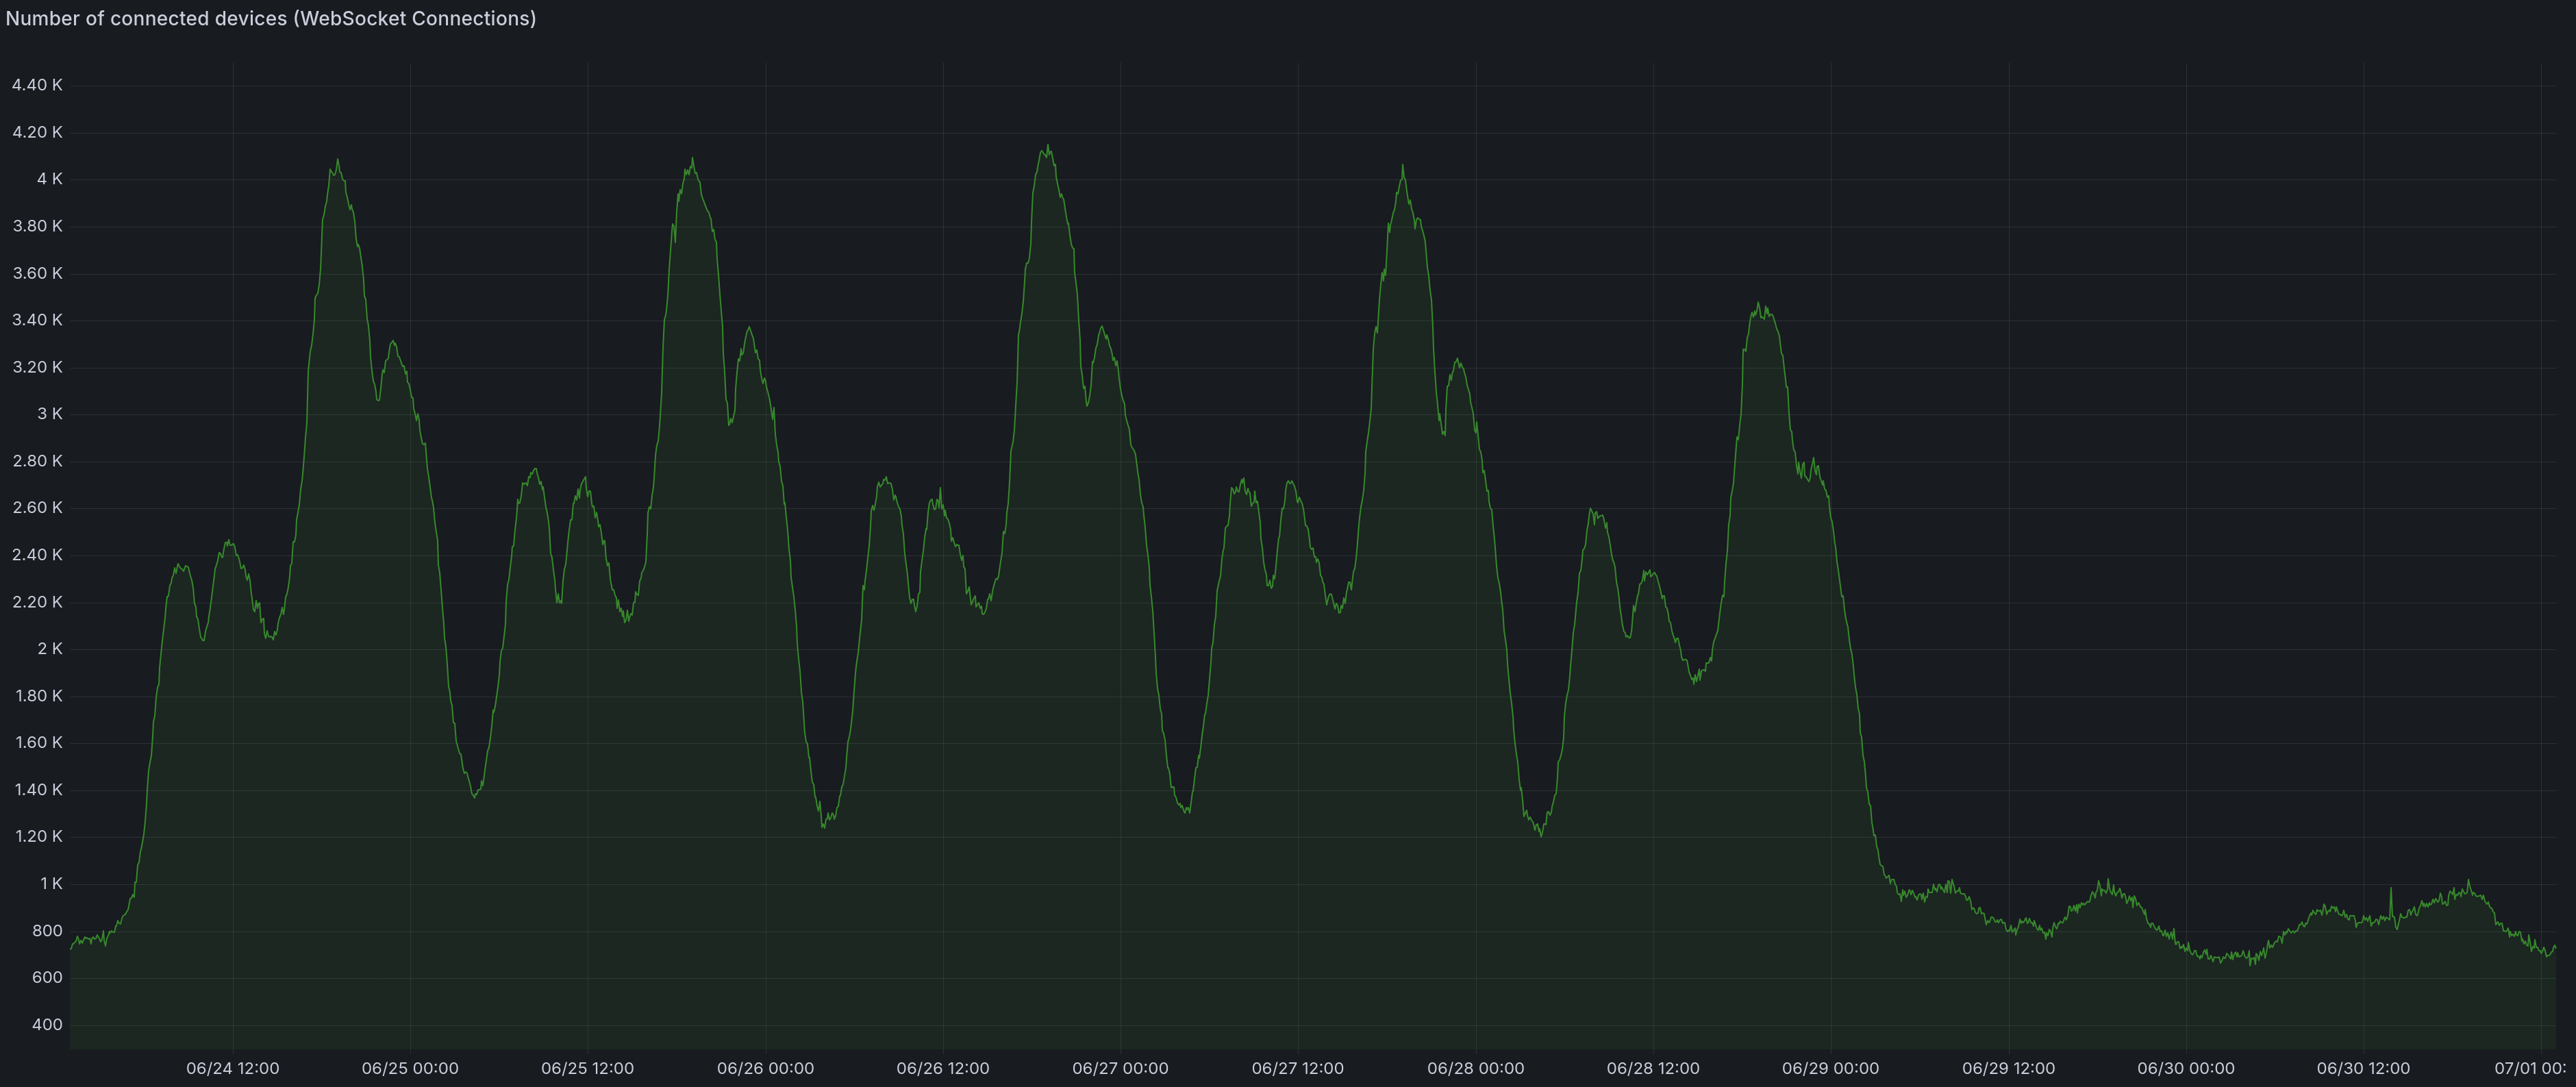 Number of connected devices (WebSocket Connections)
4.40 K
4.20 K
4 K
3.80 K
3.60 K
3.40 K
3.20 K
3 K
2.80 K
2.60 K
2.40 K
2.20 K
2 K
1.80 K
1.60 K
1.40 K
1.20 K
1 K
800
600
400
06/24 12:00 06/25 00:00 06/25 12:00 06/26 00:00 06/26 12:00 06/27 00:00 06/27 12:00 06/28 00:00 06/28 12:00 06/29 00:00 06/29 12:00 06/30 00:00 06/30 12:00 07/01 00: